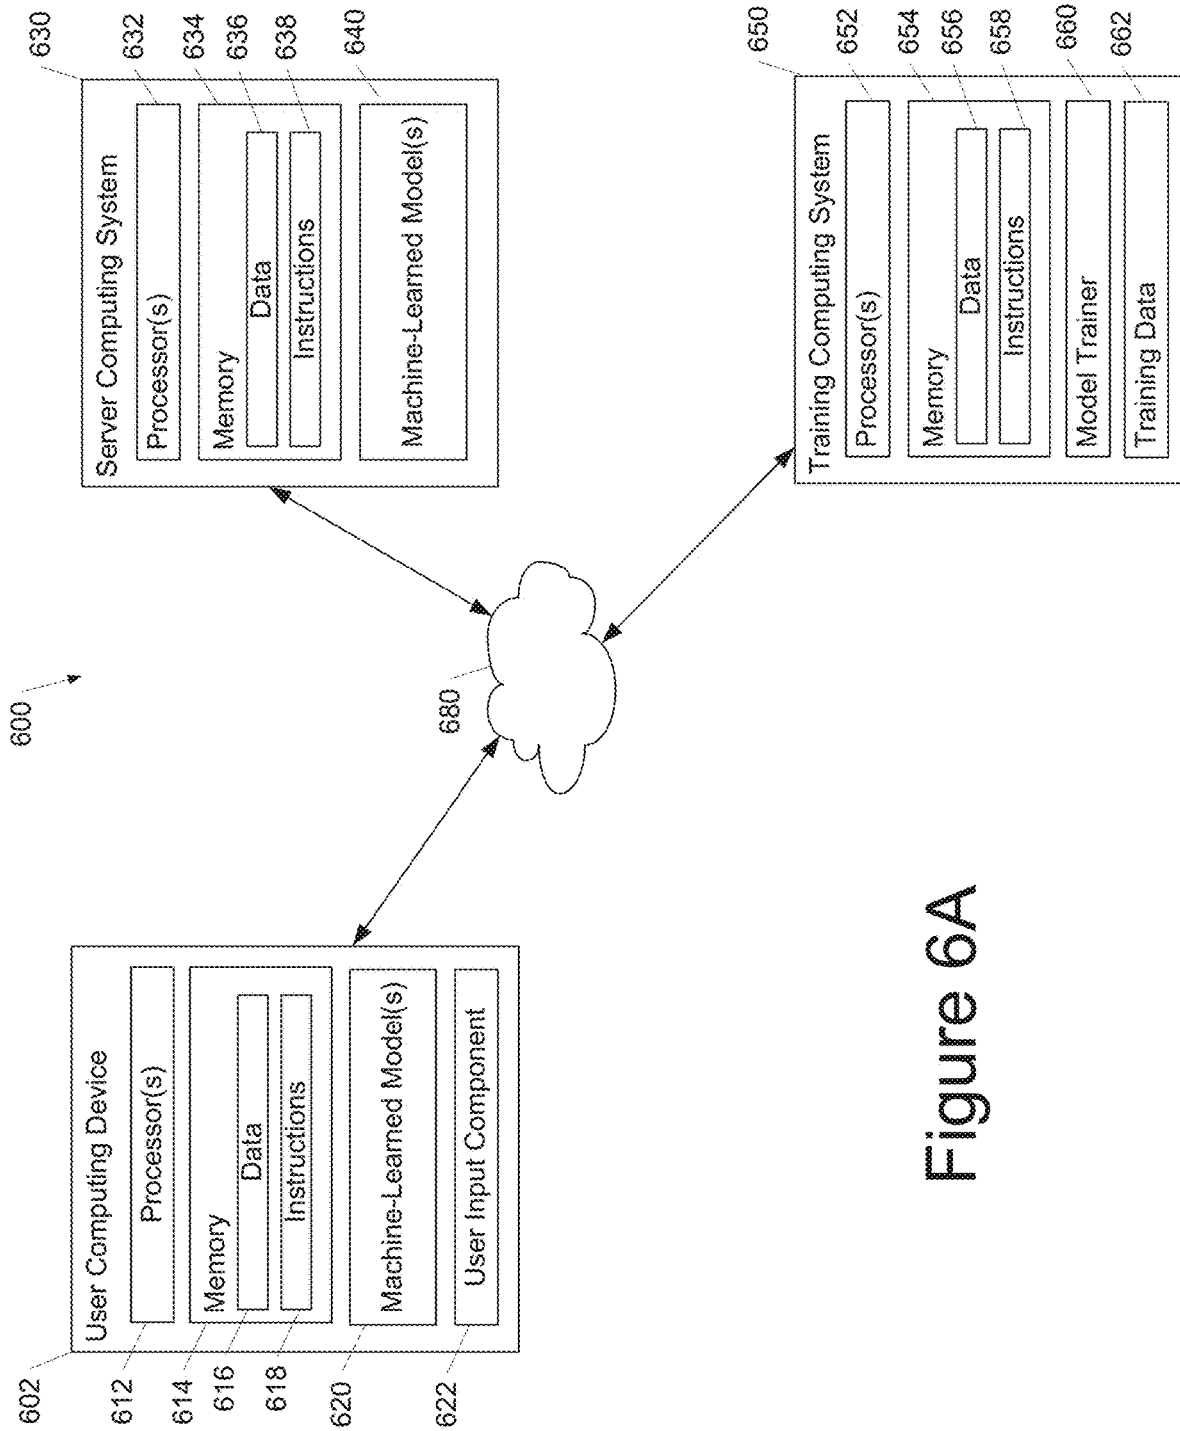 600
602
User Computing Device
612
Processor(s)
614
Memory
616
Data
618
Instructions
620
Machine-Learned Model(s)
622
User Input Component
680
630
Server Computing System
632
Processor(s)
634
Memory
636
Data
638
Instructions
640
Machine-Learned Model(s)
650
Training Computing System
652
Processor(s)
654
Memory
656
Data
658
Instructions
660
Model Trainer
662
Training Data
Figure 6A